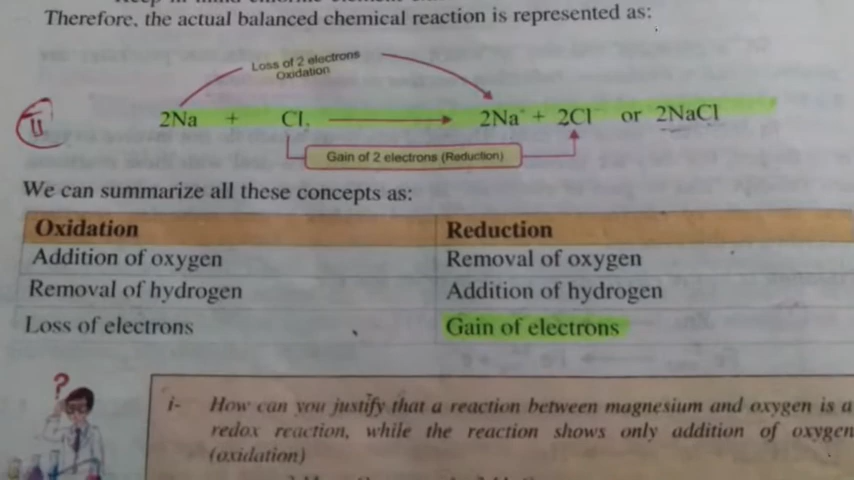 Therefore, the actual balanced chemical reaction is represented as:
Loss of 2 electrons
Oxidation
II
2Na + Cl₂ → 2Na⁺ + 2Cl⁻ or 2NaCl
Gain of 2 electrons (Reduction)
We can summarize all these concepts as:
Oxidation Reduction
Addition of oxygen Removal of oxygen
Removal of hydrogen Addition of hydrogen
Loss of electrons Gain of electrons
?
i- How can you justify that a reaction between magnesium and oxygen is a
redox reaction, while the reaction shows only addition of oxygen
(oxidation)